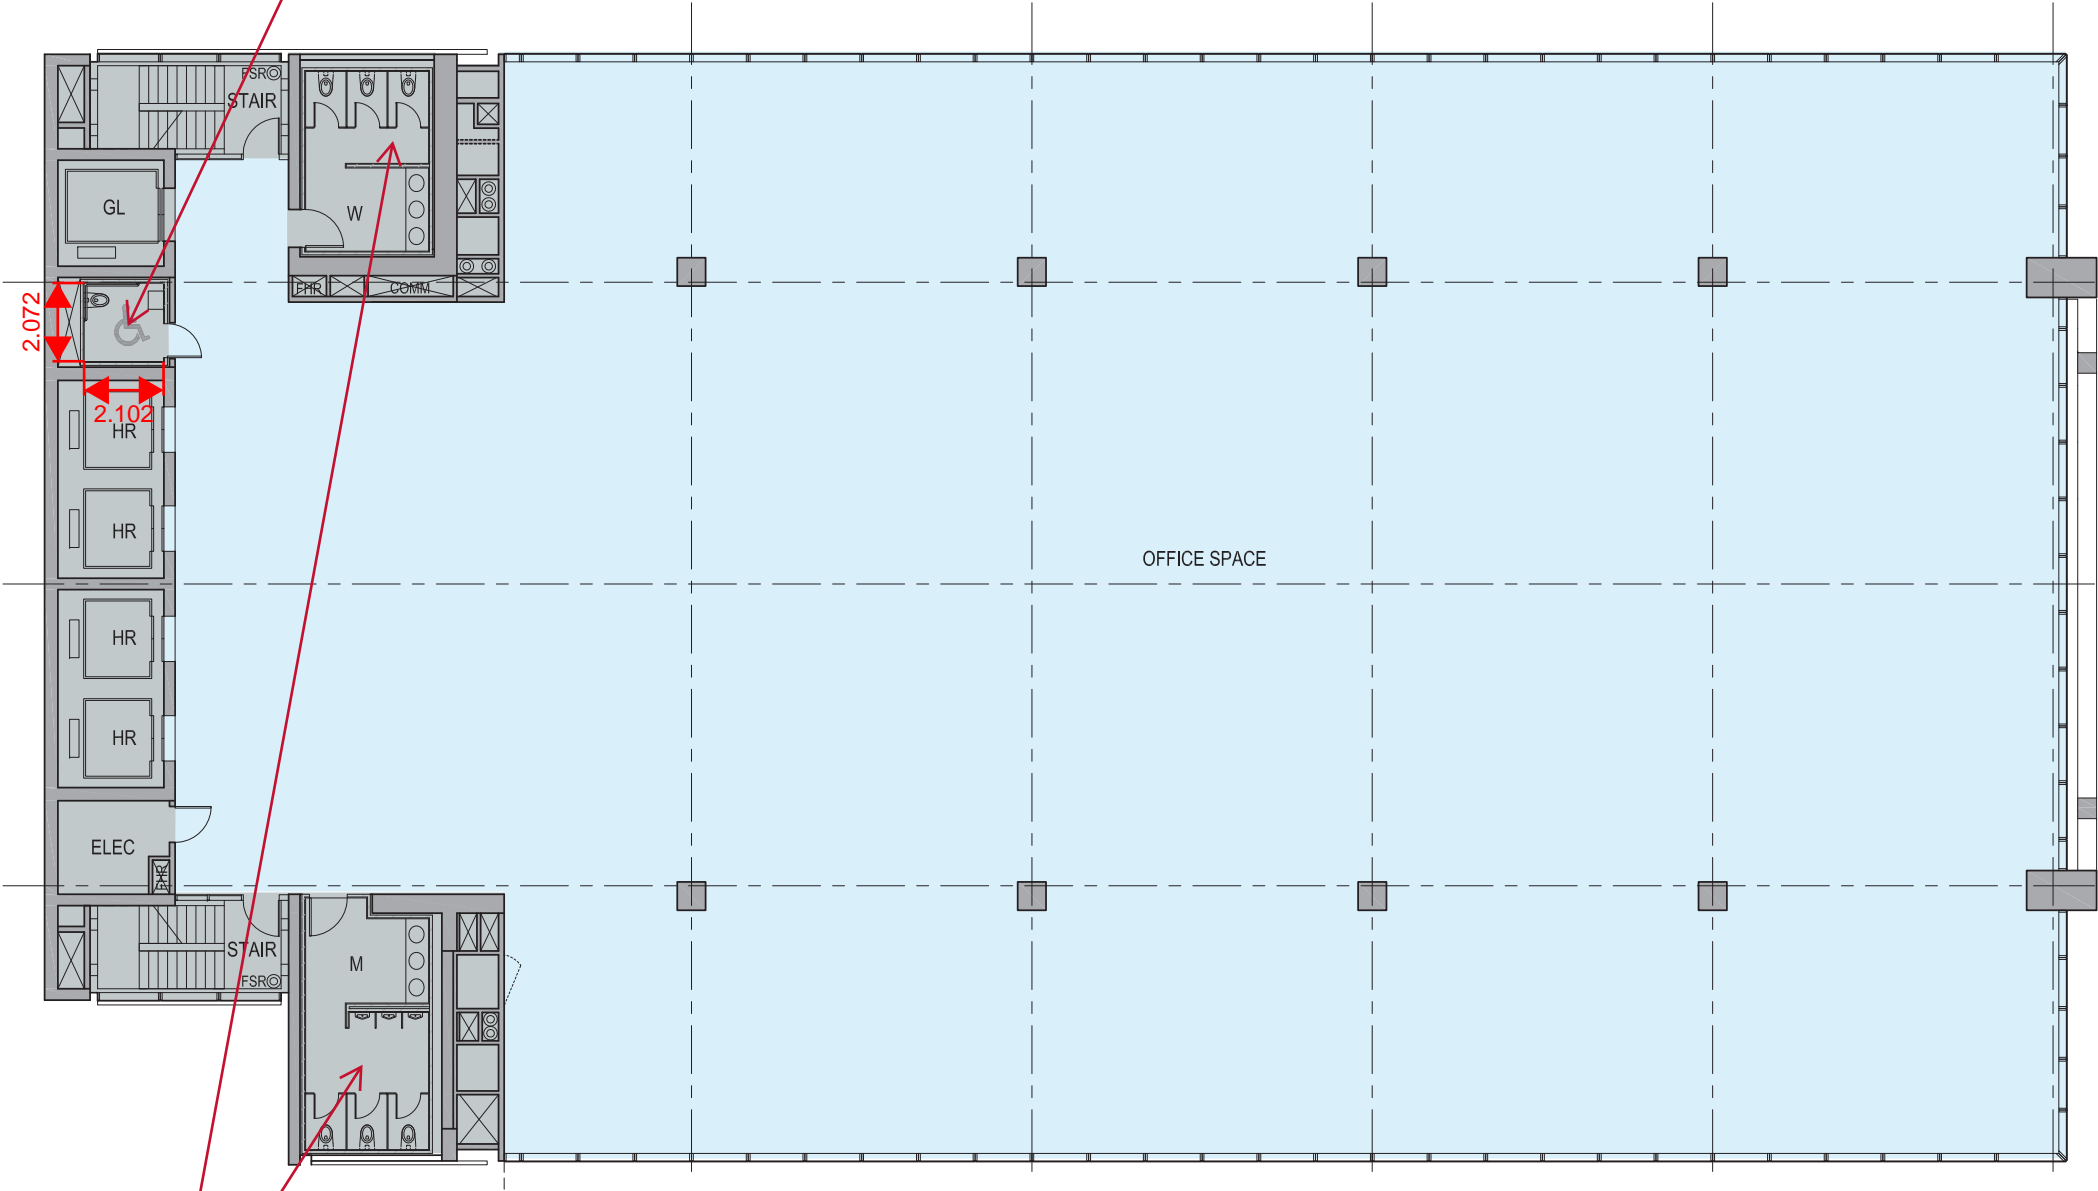 FSR
STAIR
GL
W
FHR
COMM
2.072
2.102
HR
HR
OFFICE SPACE
HR
HR
ELEC
STAIR
M
FSR